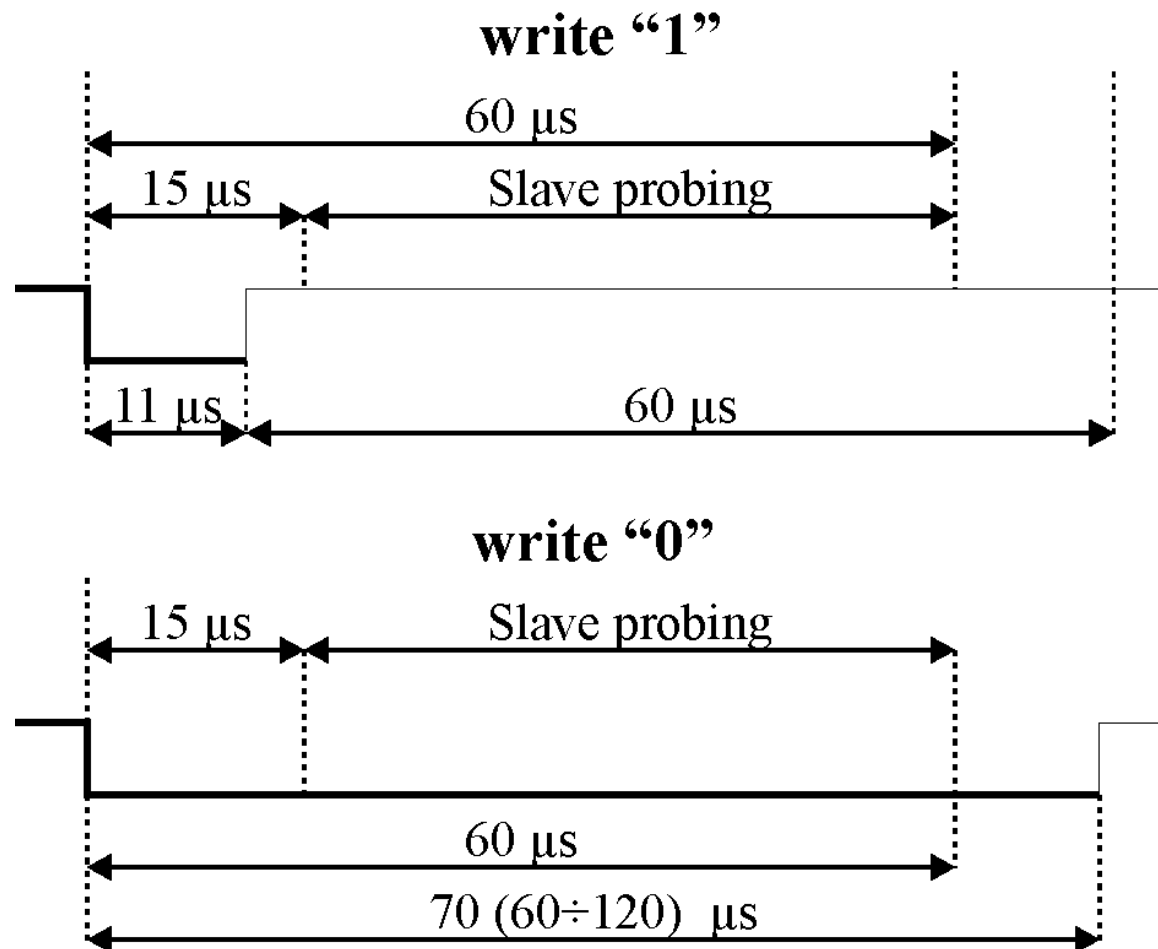 write “1”
60 μs
15 μs Slave probing
11 μs 60 μs
write “0”
15 μs Slave probing
60 μs
70 (60÷120) μs